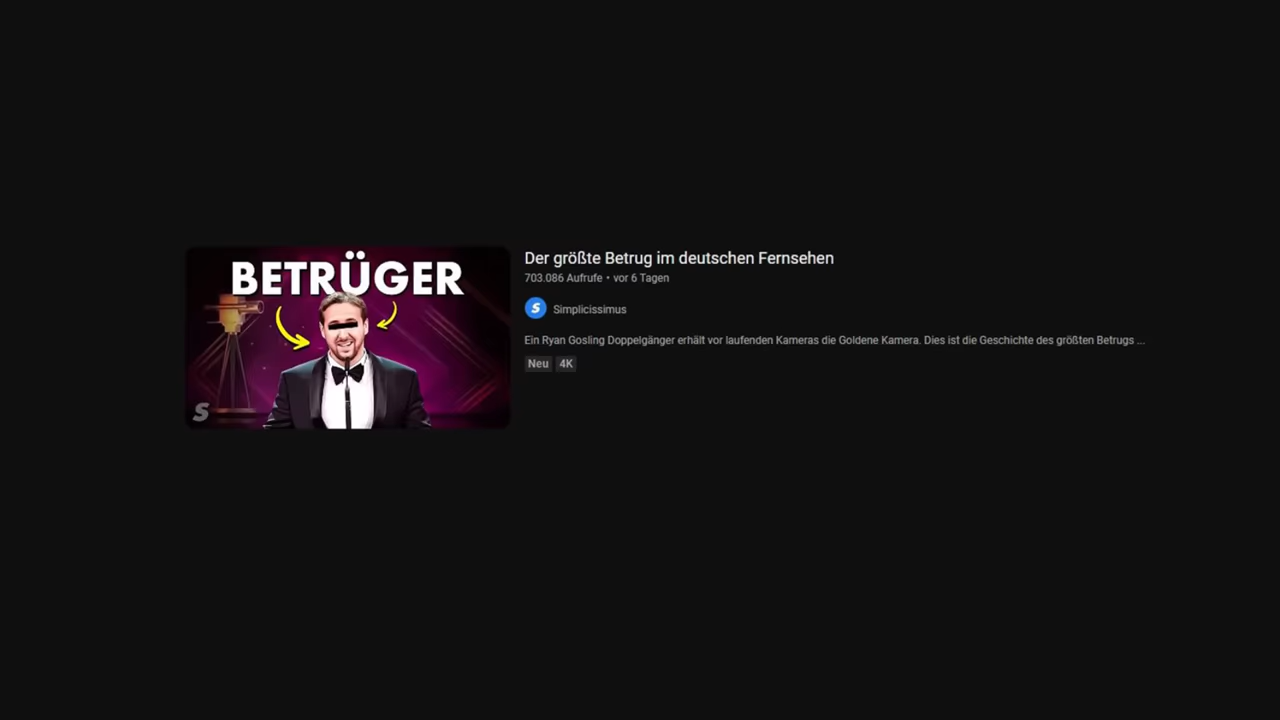 BETRÜGER
S
Der größte Betrug im deutschen Fernsehen
703.086 Aufrufe • vor 6 Tagen
S Simplicissimus
Ein Ryan Gosling Doppelgänger erhält vor laufenden Kameras die Goldene Kamera. Dies ist die Geschichte des größten Betrugs ...
Neu 4K